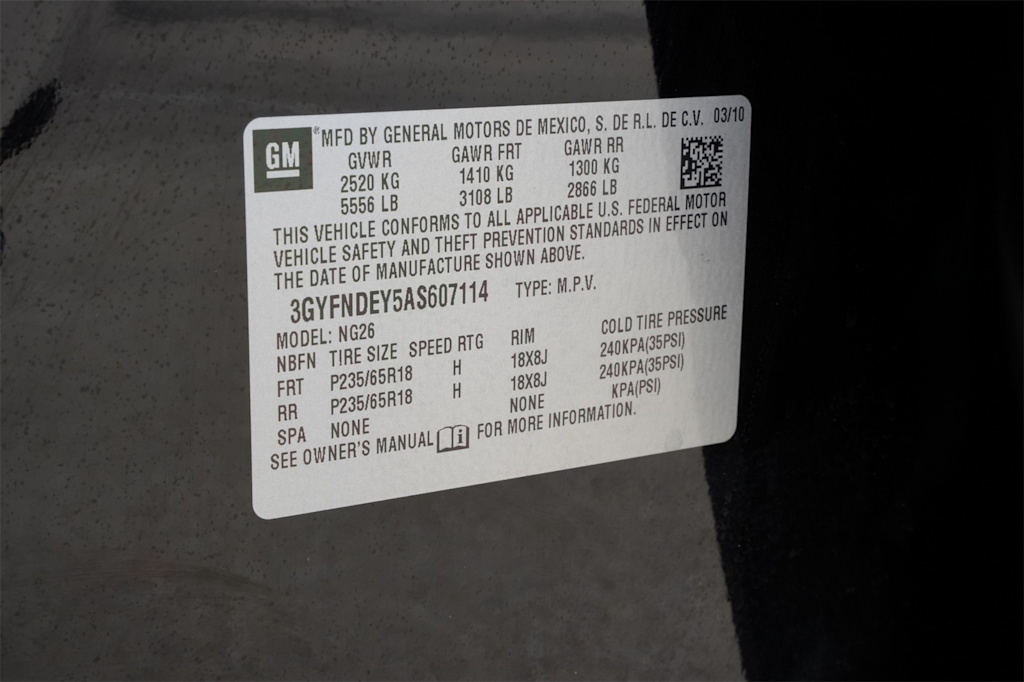 GM ® MFD BY GENERAL MOTORS DE MEXICO, S. DE R.L. DE C.V. 03/10
GVWR GAWR FRT GAWR RR
2520 KG 1410 KG 1300 KG
5556 LB 3108 LB 2866 LB
THIS VEHICLE CONFORMS TO ALL APPLICABLE U.S. FEDERAL MOTOR
VEHICLE SAFETY AND THEFT PREVENTION STANDARDS IN EFFECT ON
THE DATE OF MANUFACTURE SHOWN ABOVE.
3GYFNDEY5AS607114 TYPE: M.P.V.
MODEL: NG26
NBFN TIRE SIZE SPEED RTG RIM COLD TIRE PRESSURE
FRT P235/65R18 H 18X8J 240KPA(35PSI)
RR P235/65R18 H 18X8J 240KPA(35PSI)
SPA NONE NONE KPA(PSI)
SEE OWNER'S MANUAL i FOR MORE INFORMATION.